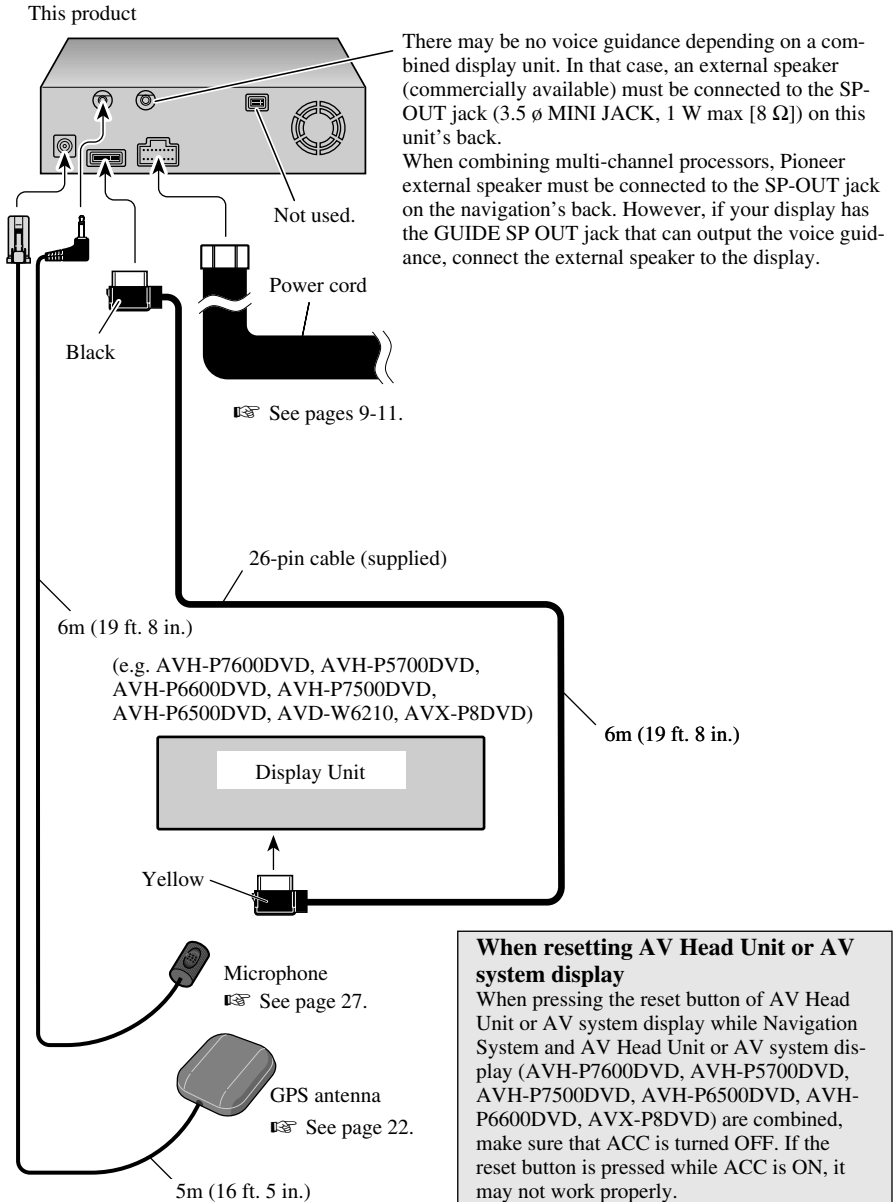 This product
There may be no voice guidance depending on a com-
bined display unit. In that case, an external speaker
(commercially available) must be connected to the SP-
OUT jack (3.5 ø MINI JACK, 1 W max [8 Ω]) on this
unit's back.
When combining multi-channel processors, Pioneer
external speaker must be connected to the SP-OUT jack
on the navigation's back. However, if your display has
the GUIDE SP OUT jack that can output the voice guid-
ance, connect the external speaker to the display.
Not used.
Power cord
Black
☞ See pages 9-11.
26-pin cable (supplied)
6m (19 ft. 8 in.)
(e.g. AVH-P7600DVD, AVH-P5700DVD,
AVH-P6600DVD, AVH-P7500DVD,
AVH-P6500DVD, AVD-W6210, AVX-P8DVD)
6m (19 ft. 8 in.)
Display Unit
Yellow
Microphone
☞ See page 27.
GPS antenna
☞ See page 22.
5m (16 ft. 5 in.)
When resetting AV Head Unit or AV
system display
When pressing the reset button of AV Head
Unit or AV system display while Navigation
System and AV Head Unit or AV system dis-
play (AVH-P7600DVD, AVH-P5700DVD,
AVH-P7500DVD, AVH-P6500DVD, AVH-
P6600DVD, AVX-P8DVD) are combined,
make sure that ACC is turned OFF. If the
reset button is pressed while ACC is ON, it
may not work properly.